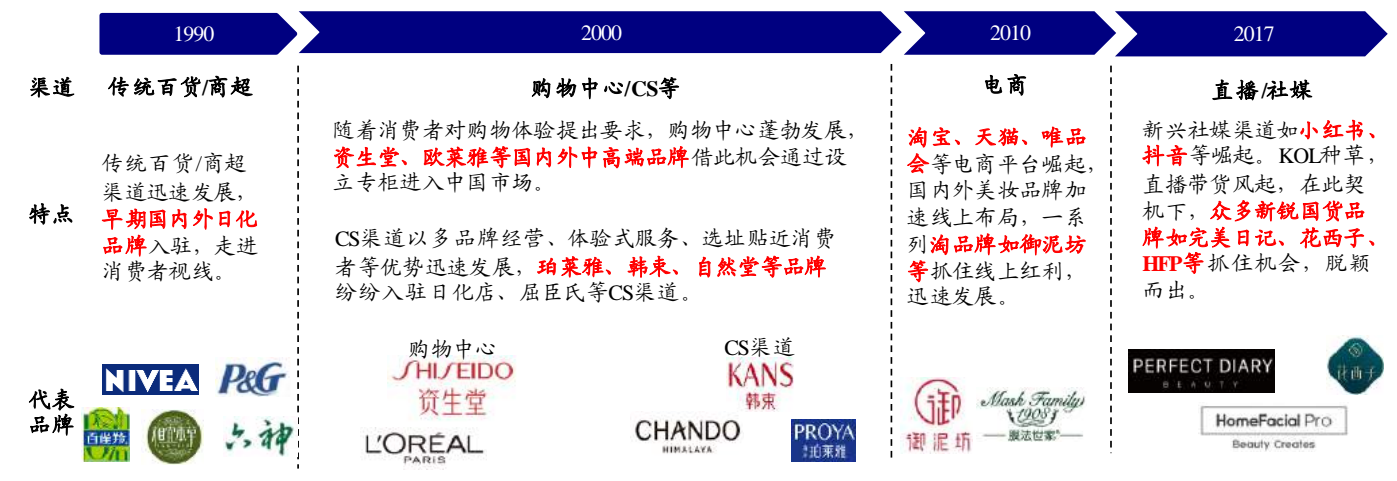 1990
2000
2010
2017
渠道
传统百货/商超
购物中心/CS等
电商
直播/社媒
特点
传统百货/商超
渠道迅速发展，
早期国内外日化
品牌入驻，走进
消费者视线。
随着消费者对购物体验提出要求，购物中心蓬勃发展，
资生堂、欧莱雅等国内外中高端品牌借此机会通过设
立专柜进入中国市场。
CS渠道以多品牌经营、体验式服务、选址贴近消费
者等优势迅速发展，珀莱雅、韩束、自然堂等品牌
纷纷入驻日化店、屈臣氏等CS渠道。
淘宝、天猫、唯品
会等电商平台崛起，
国内外美妆品牌加
速线上布局，一系
列淘品牌如御泥坊
等抓住线上红利，
迅速发展。
新兴社媒渠道如小红书、
抖音等崛起。KOL种草，
直播带货风起，在此契
机下，众多新锐国货品
牌如完美日记、花西子、
HFP等抓住机会，脱颖
而出。
代表
品牌
NIVEA
P&G
百雀羚
相宜本草
六神
购物中心
SHISEIDO
资生堂
L'ORÉAL
PARIS
CS渠道
KANS
韩束
CHANDO
HIMALAYA
PROYA
珀莱雅
御
御泥坊
Mask Family
1908
膜法世家
PERFECT DIARY
BEAUTY
花西子
HomeFacial Pro
Beauty Creates